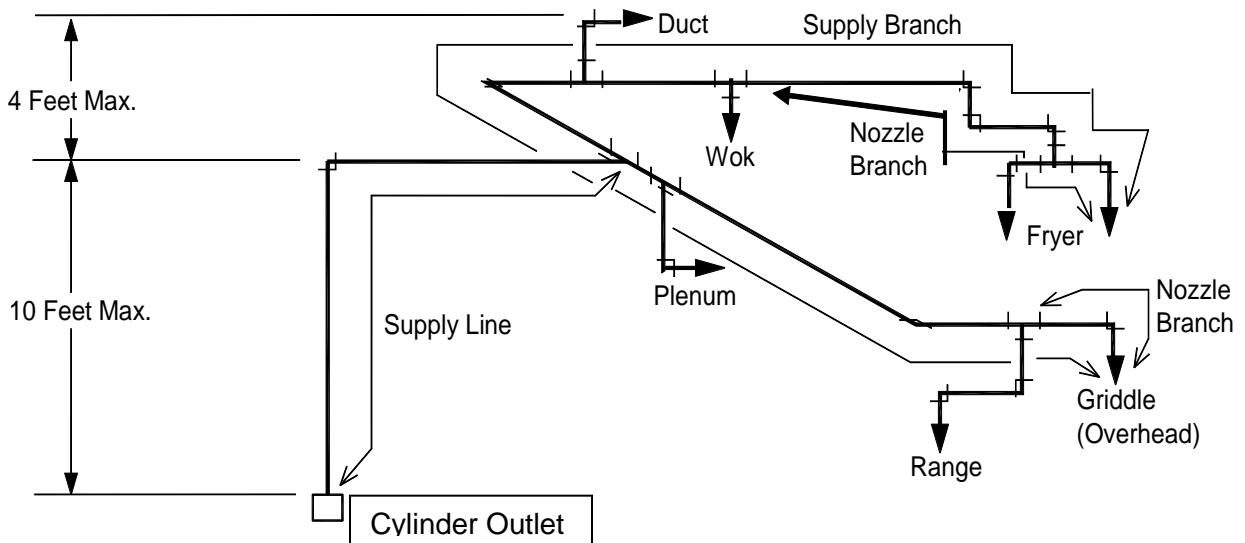 Duct
Supply Branch
4 Feet Max.
Nozzle
Branch
Wok
Fryer
Plenum
10 Feet Max.
Supply Line
Nozzle
Branch
Griddle
(Overhead)
Range
Cylinder Outlet